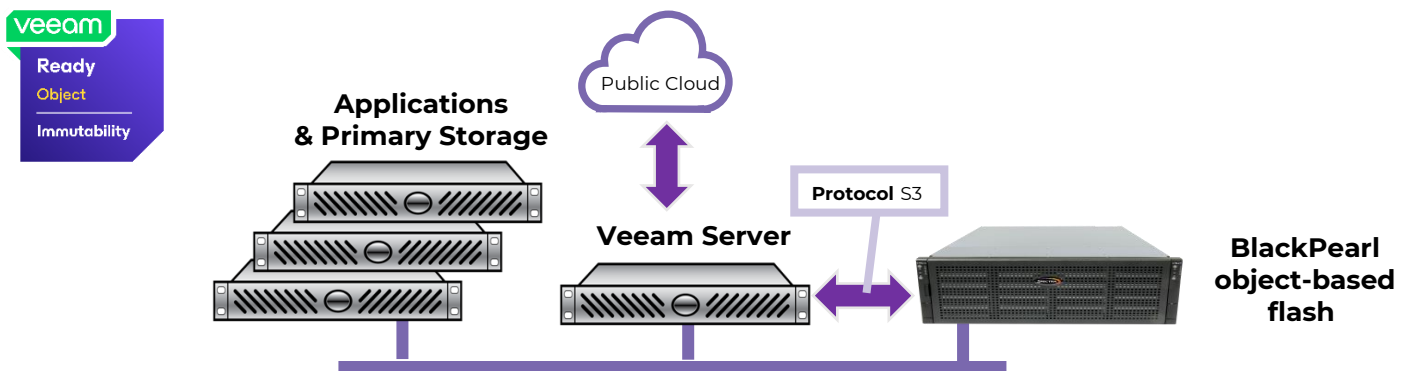 veeam
Ready
Object
Immutability
Applications
& Primary Storage
Public Cloud
Protocol S3
Veeam Server
BlackPearl
object-based
flash